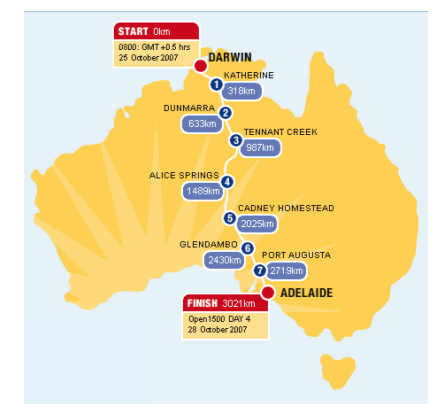 START 0km
0800: GMT +0.5 hrs
25 October 2007
DARWIN
1
KATHERINE
318km
DUNMARRA
2
633km
TENNANT CREEK
3
987km
ALICE SPRINGS
4
1489km
CADNEY HOMESTEAD
5
2025km
GLENDAMBO
6
2430km
PORT AUGUSTA
7
2719km
ADELAIDE
FINISH 3021km
Open1500 DAY 4
28 October 2007